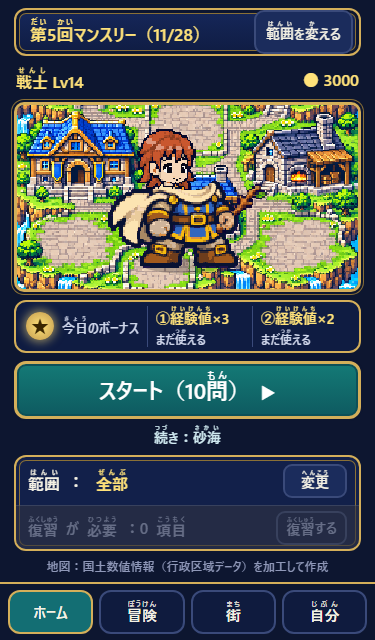 第5回マンスリー（11/28）
範囲を変える
戦士 Lv14
3000
今日のボーナス
①経験値×3
まだ使える
②経験値×2
まだ使える
スタート（10問） ▶
続き：砂海
範囲 ： 全部
変更
復習 が 必要 ：0 項目
復習する
地図：国土数値情報（行政区域データ）を加工して作成
ホーム
冒険
街
自分